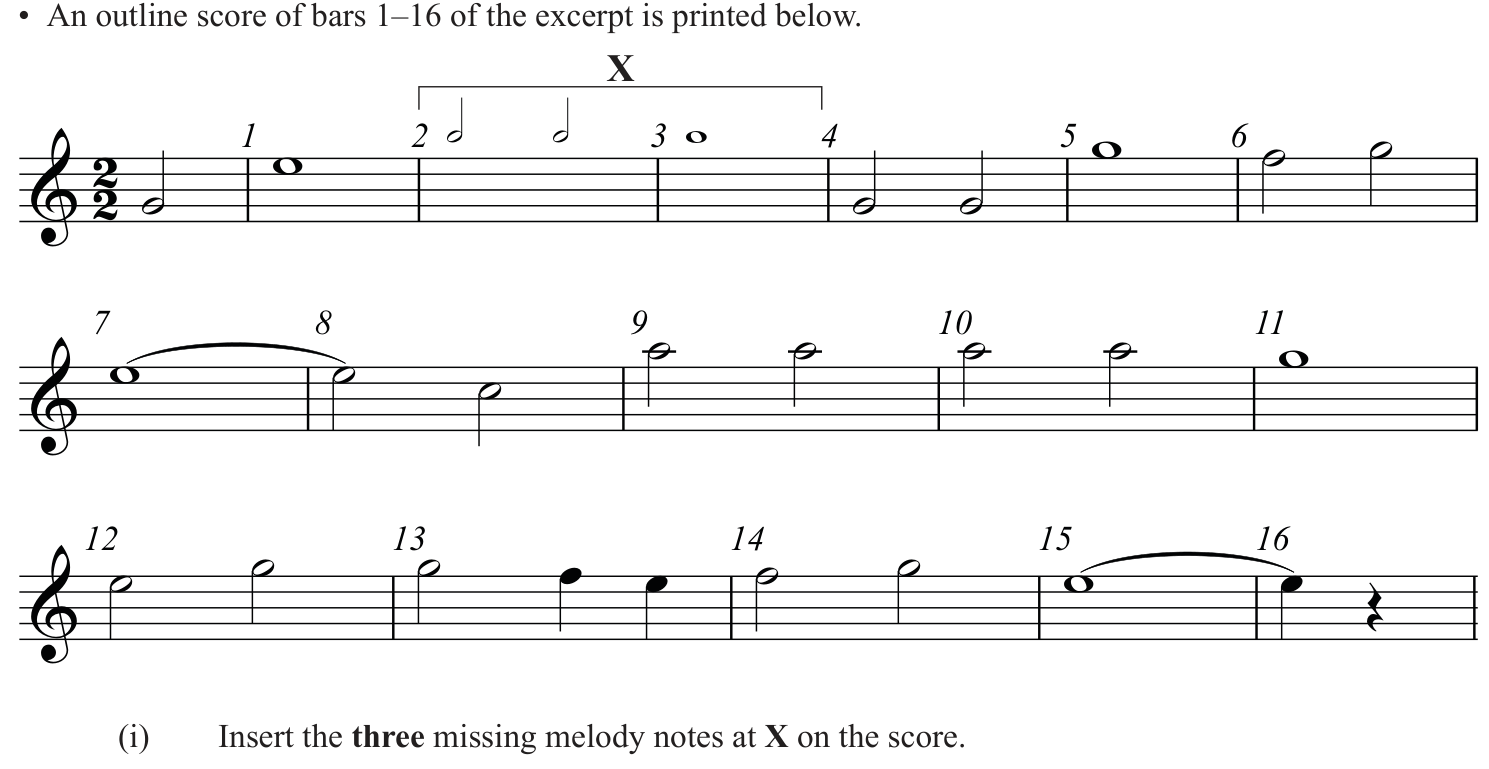 • An outline score of bars 1–16 of the excerpt is printed below.
X
1 2 3 4 5 6
2
2
7 8 9 10 11
12 13 14 15 16
(i) Insert the three missing melody notes at X on the score.